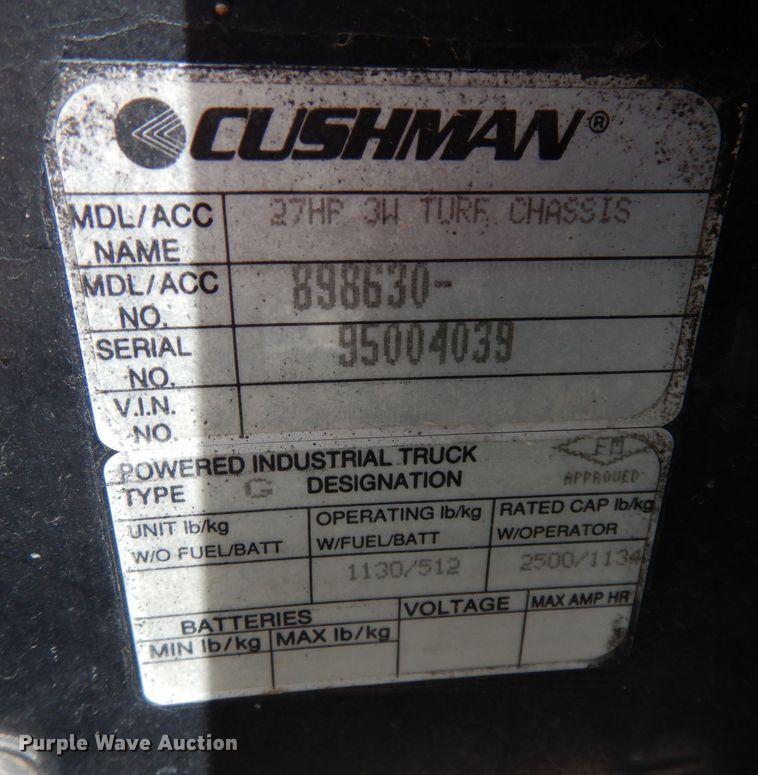 CUSHMAN®
MDL/ACC NAME 27HP 3W TURF CHASSIS
MDL/ACC NO. 898630-
SERIAL NO. 95004039
V.I.N. NO.
POWERED INDUSTRIAL TRUCK
TYPE G DESIGNATION
FM
APPROVED
UNIT lb/kg
W/O FUEL/BATT
OPERATING lb/kg
W/FUEL/BATT
1130/512
RATED CAP lb/kg
W/OPERATOR
2500/1134
BATTERIES
MIN lb/kg
MAX lb/kg
VOLTAGE
MAX AMP HR
Purple Wave Auction